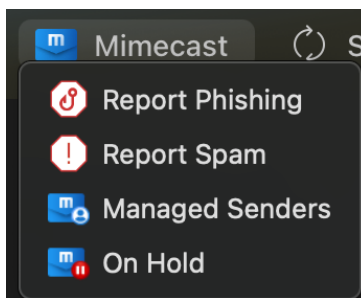 Mimecast S
Report Phishing
Report Spam
Managed Senders
On Hold